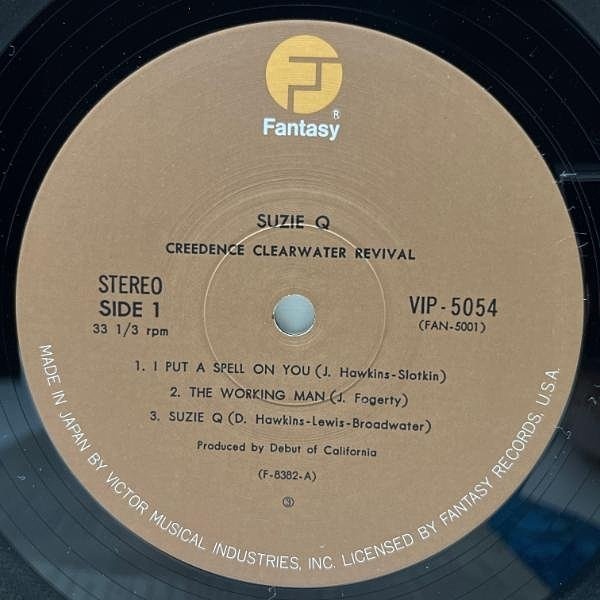 ®
Fantasy
SUZIE Q
CREEDENCE CLEARWATER REVIVAL
STEREO
SIDE 1
33 1/3 rpm
VIP-5054
(FAN-5001)
1. I PUT A SPELL ON YOU (J. Hawkins-Slotkin)
2. THE WORKING MAN (J. Fogerty)
3. SUZIE Q (D. Hawkins-Lewis-Broadwater)
Produced by Debut of California
(F-8382-A)
③
MADE IN JAPAN BY VICTOR MUSICAL INDUSTRIES, INC. LICENSED BY FANTASY RECORDS, U.S.A.